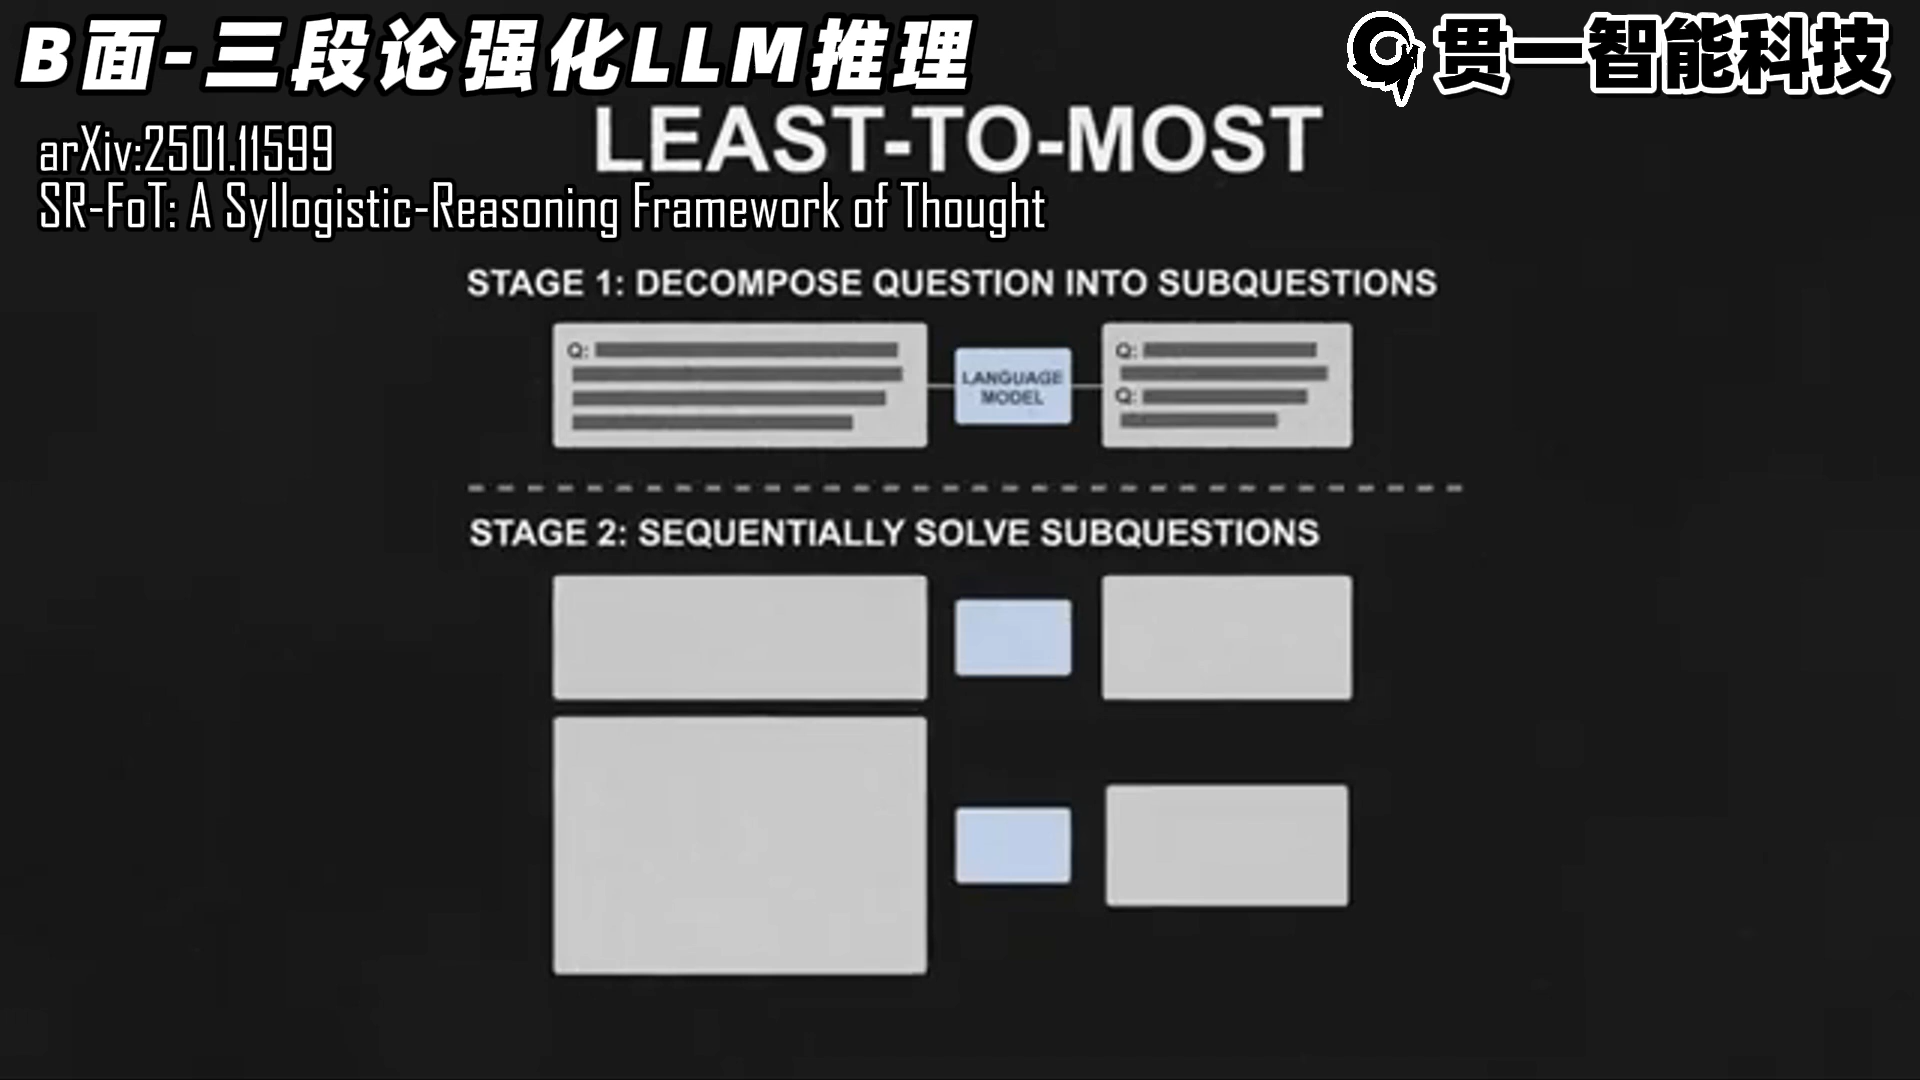 B面-三段论强化LLM推理
贯一智能科技
LEAST-TO-MOST
arXiv:2501.11599
SR-FoT: A Syllogistic-Reasoning Framework of Thought
STAGE 1: DECOMPOSE QUESTION INTO SUBQUESTIONS
Q:
LANGUAGE
MODEL
Q:
Q:
STAGE 2: SEQUENTIALLY SOLVE SUBQUESTIONS